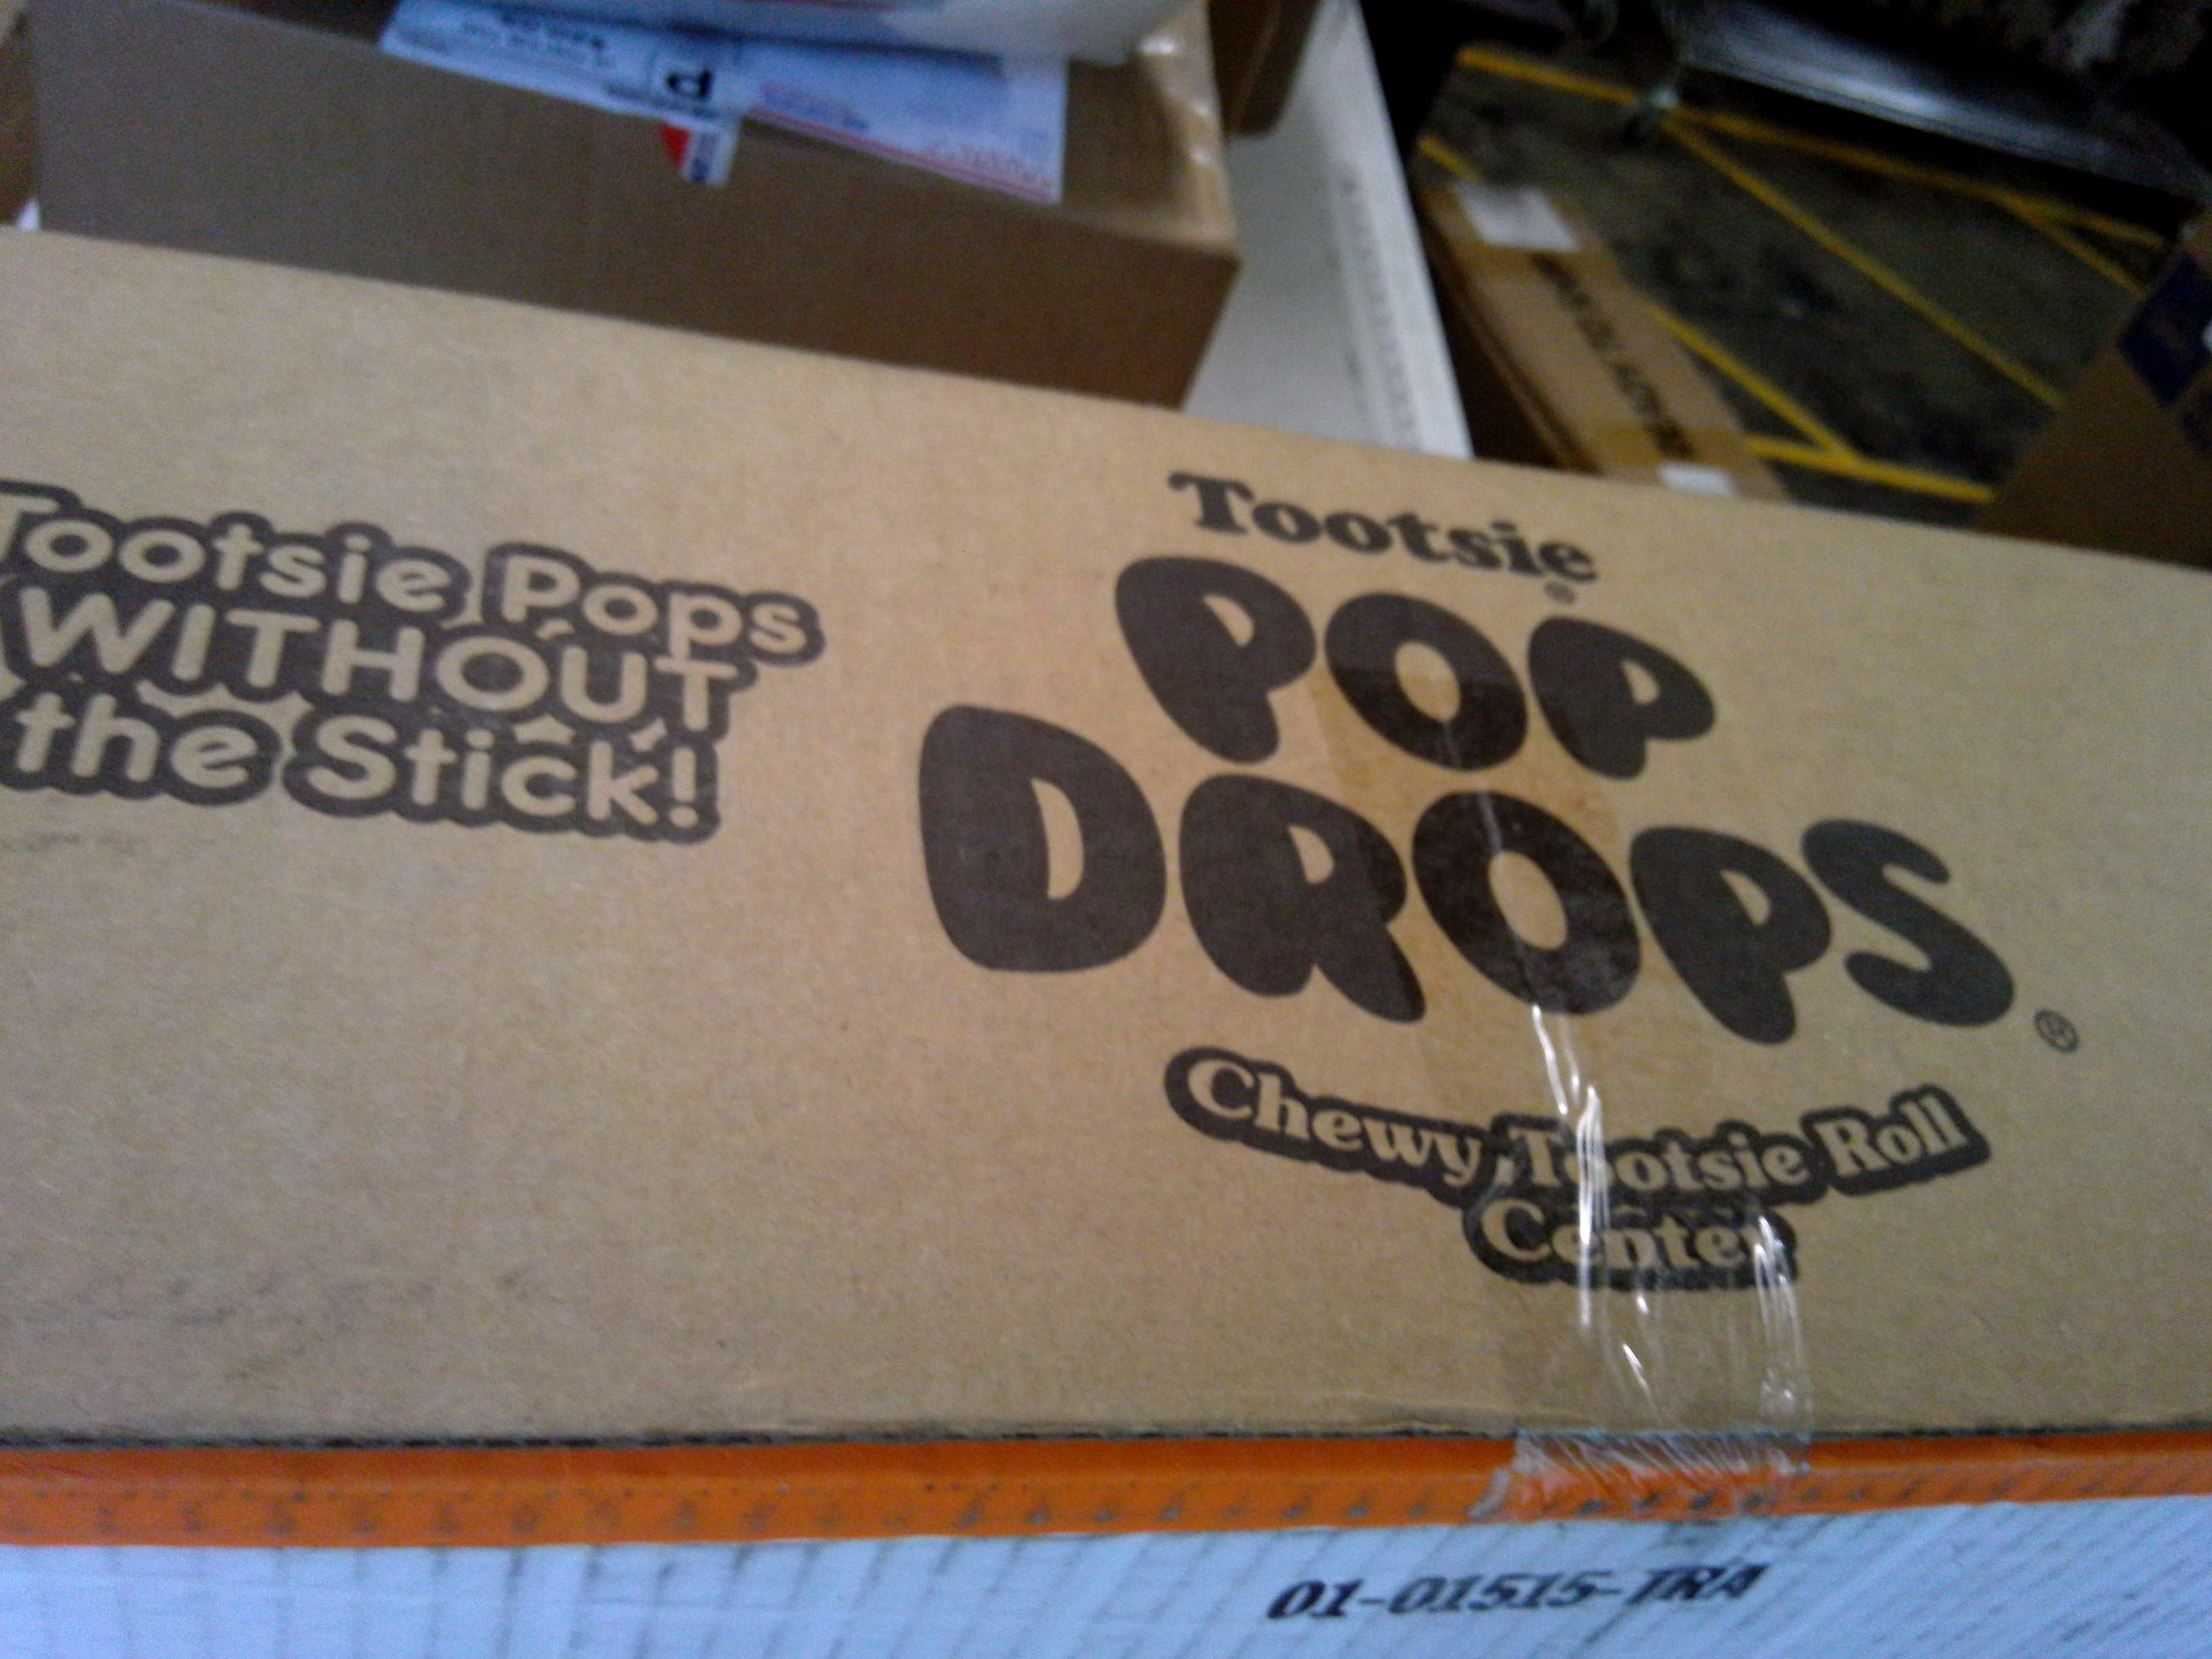 Tootsie Pops
WITHOUT
the Stick!
Tootsie®
POP
DROPS®
Chewy Tootsie Roll
Center
01-01515-TRA
P